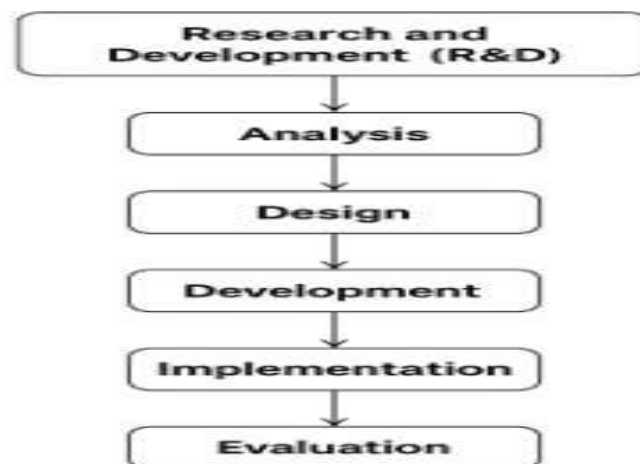 Research and
Development (R&D)
Analysis
Design
Development
Implementation
Evaluation